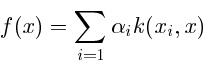 f(x) = \sum_{i=1} \alpha_i k(x_i, x)